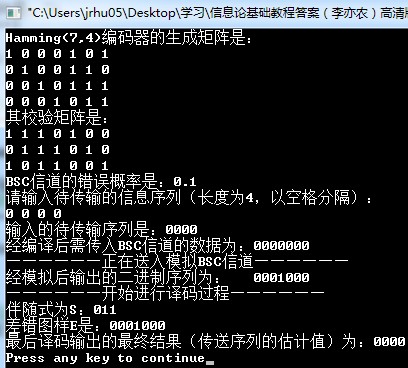 "C:\Users\jrhu05\Desktop\学习\信息论基础教程答案（李亦农）高清版
Hamming(7,4)编码器的生成矩阵是：
1 0 0 0 1 0 1
0 1 0 0 1 1 0
0 0 1 0 1 1 1
0 0 0 1 0 1 1
其校验矩阵是：
1 1 1 0 1 0 0
0 1 1 1 0 1 0
1 0 1 1 0 0 1
BSC信道的错误概率是：0.1
请输入待传输的信息序列（长度为4，以空格分隔）：
0 0 0 0
输入的待传输序列是：0000
经编译后需传入BSC信道的数据为：0000000
——————正在送入模拟BSC信道——————
经模拟后输出的二进制序列为： 0001000
——————开始进行译码过程——————
伴随式为S：011
差错图样E是：0001000
最后译码输出的最终结果（传送序列的估计值）为：0000
Press any key to continue